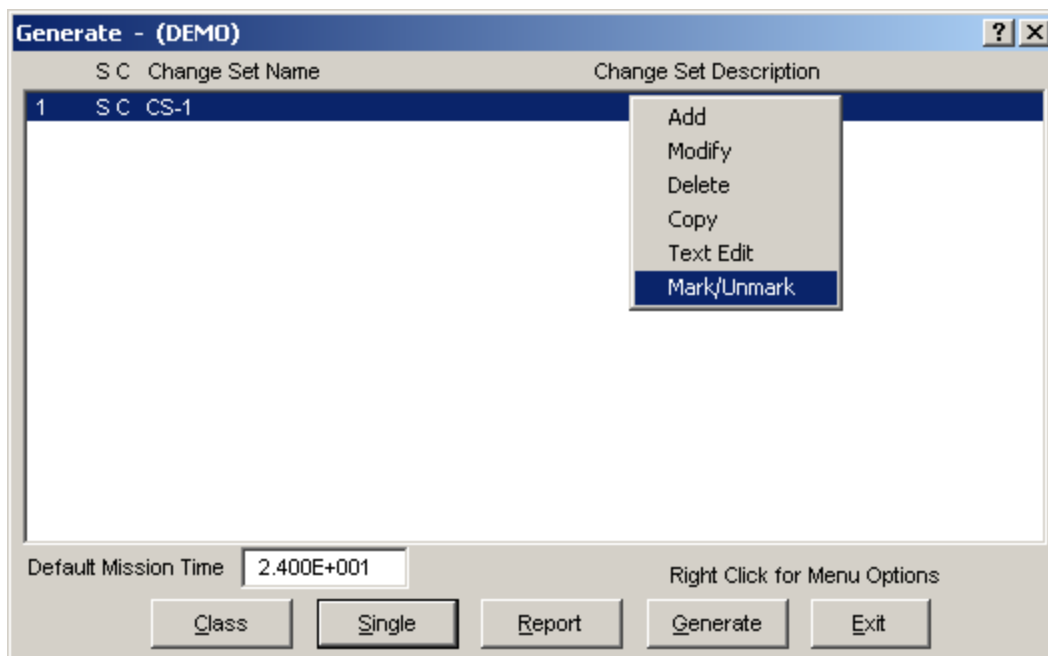 Generate - (DEMO)
S C Change Set Name Change Set Description
1 S C CS-1
Add
Modify
Delete
Copy
Text Edit
Mark/Unmark
Default Mission Time 2.400E+001
Right Click for Menu Options
Class Single Report Generate Exit